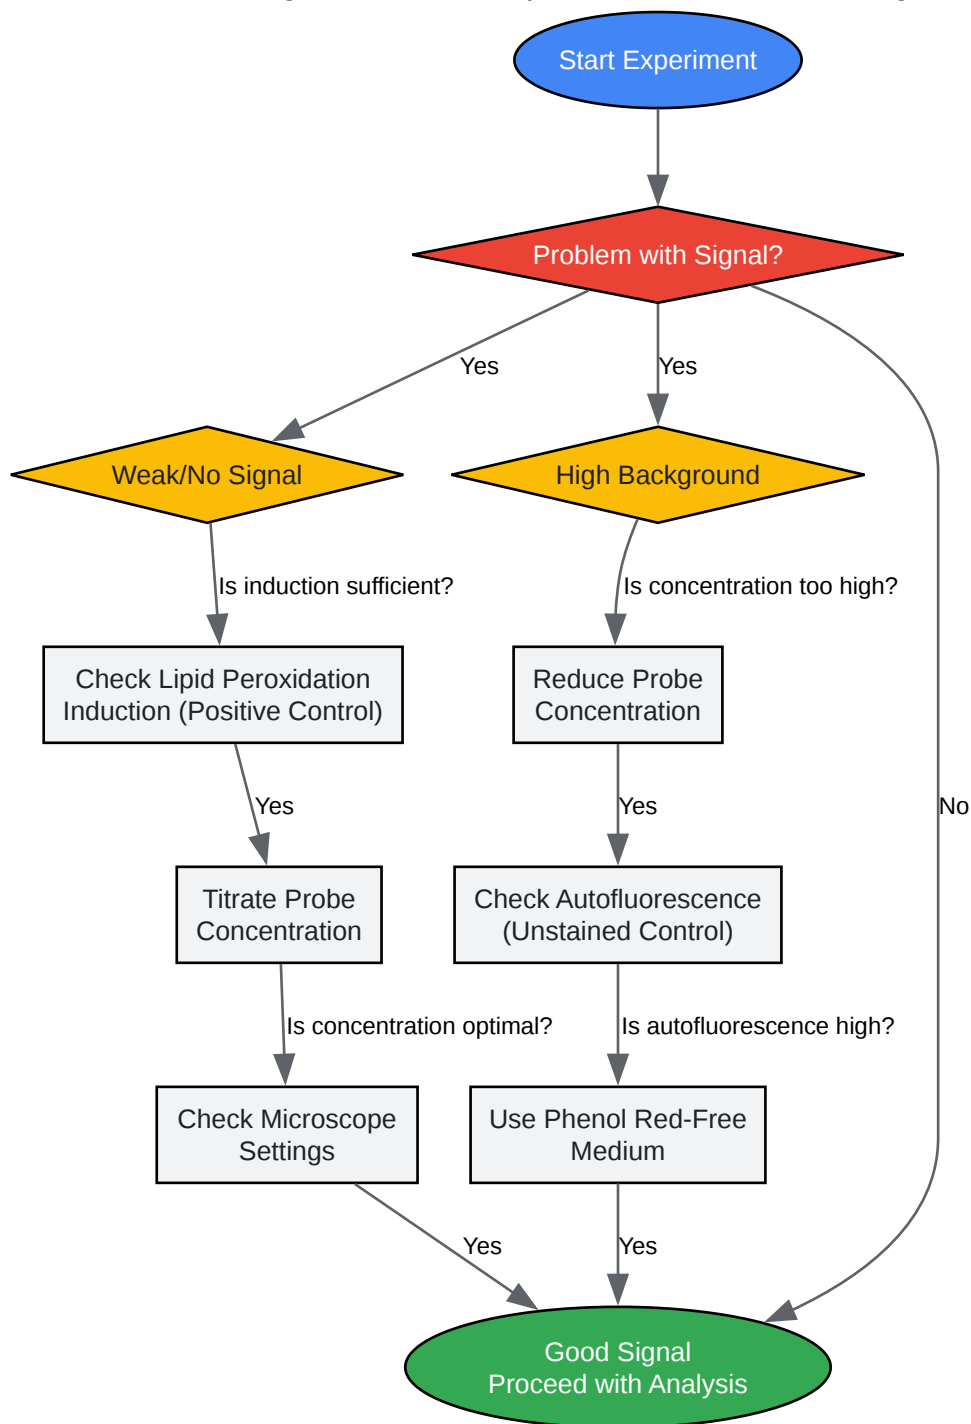 Start Experiment
Problem with Signal?
Yes
Yes
Weak/No Signal
High Background
Is induction sufficient?
Is concentration too high?
Check Lipid Peroxidation
Induction (Positive Control)
Reduce Probe
Concentration
Yes
Yes
No
Titrate Probe
Concentration
Check Autofluorescence
(Unstained Control)
Is concentration optimal?
Is autofluorescence high?
Check Microscope
Settings
Use Phenol Red-Free
Medium
Yes
Yes
Good Signal
Proceed with Analysis